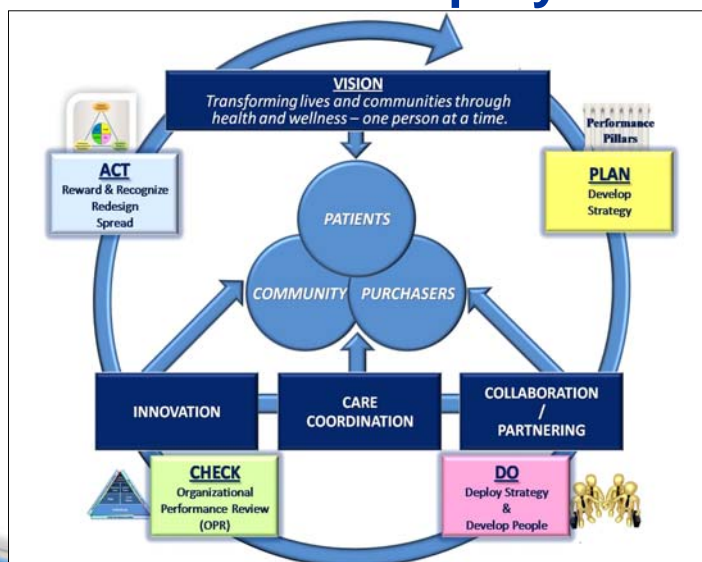 VISION
Transforming lives and communities through
health and wellness – one person at a time.
Performance
Pillars
ACT
Reward & Recognize
Redesign
Spread
PLAN
Develop
Strategy
PATIENTS
COMMUNITY
PURCHASERS
INNOVATION
CARE
COORDINATION
COLLABORATION
/
PARTNERING
CHECK
Organizational
Performance Review
(OPR)
DO
Deploy Strategy
&
Develop People